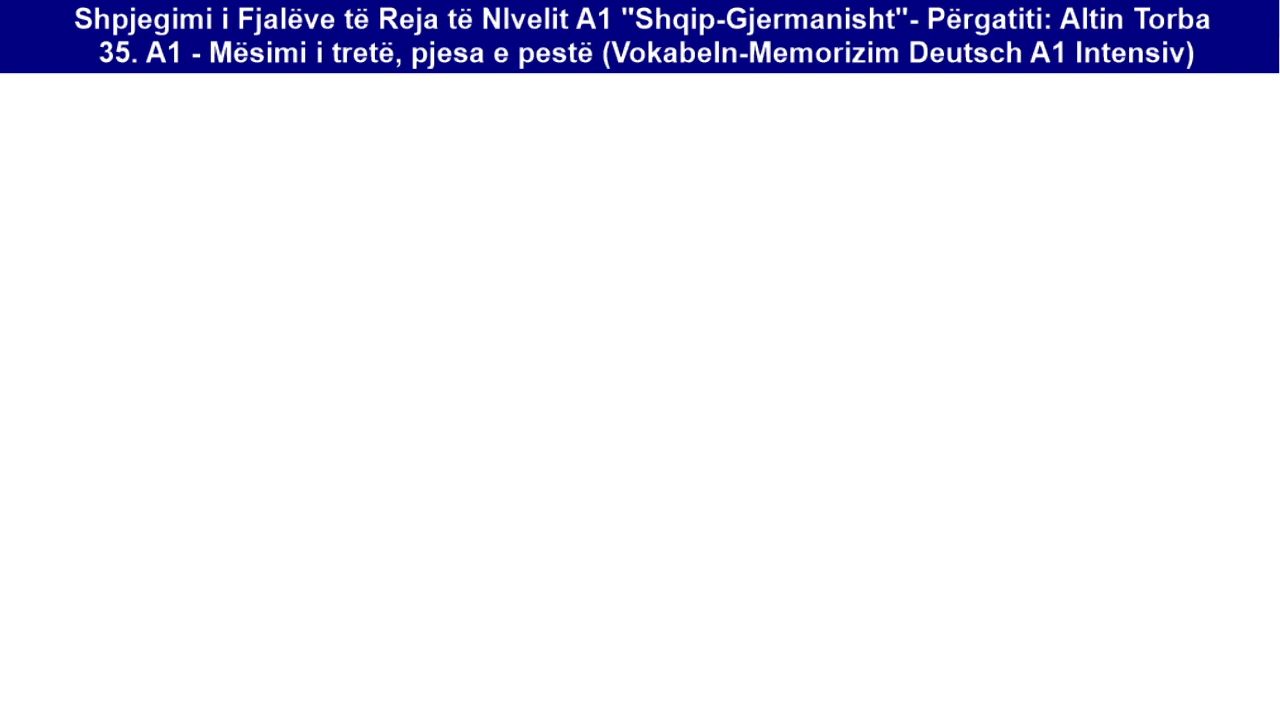 Shpjegimi i Fjalëve të Reja të NIvelit A1 "Shqip-Gjermanisht"- Përgatiti: Altin Torba
35. A1 - Mësimi i tretë, pjesa e pestë (Vokabeln-Memorizim Deutsch A1 Intensiv)